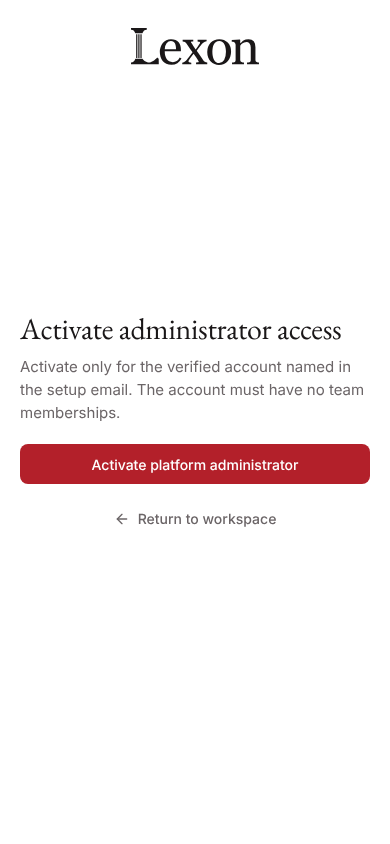 Lexon
Activate administrator access
Activate only for the verified account named in
the setup email. The account must have no team
memberships.
Activate platform administrator
← Return to workspace